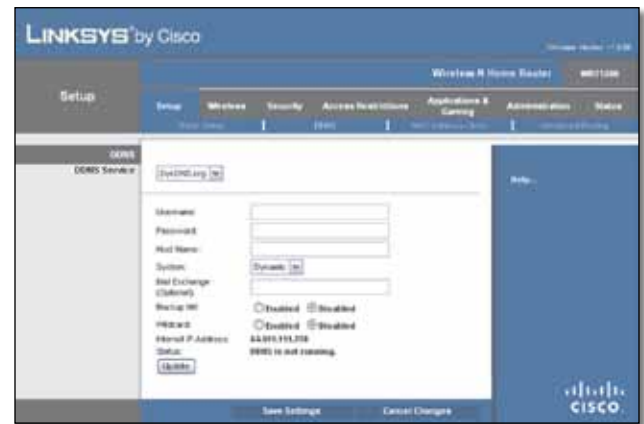 LINKSYS by Cisco
Wireless-N Home Router
Setup
Setup Wireless Security Access Restrictions Applications & Gaming Administration Status
DDNS
DDNS
DDNS Service
DynDNS.org
Help...
Username:
Password:
Host Name:
System: Dynamic
Mail Exchange (Optional):
Backup MX: Enabled Disabled
Wildcard: Enabled Disabled
Internet IP Address:
Status: DDNS is not running.
Update
Save Settings Cancel Changes
CISCO